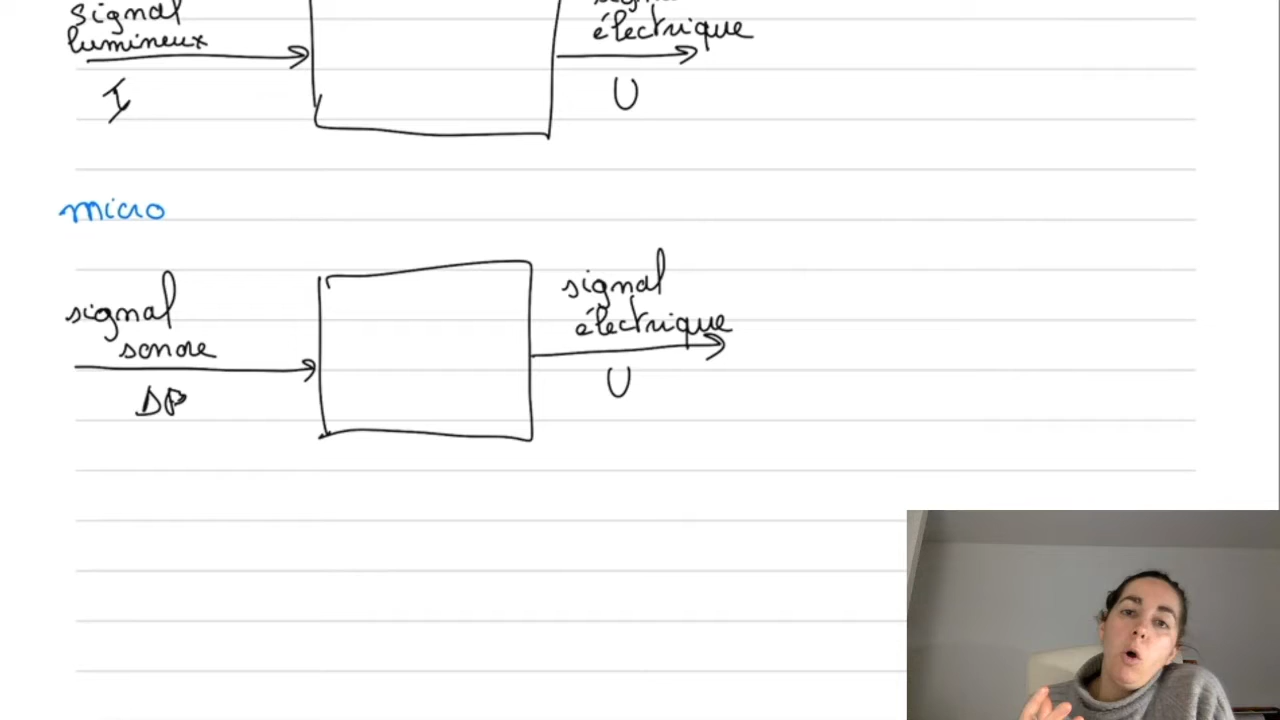 signal
lumineux
électrique
I
U
micro
signal
électrique
signal
sonore
ΔP
U